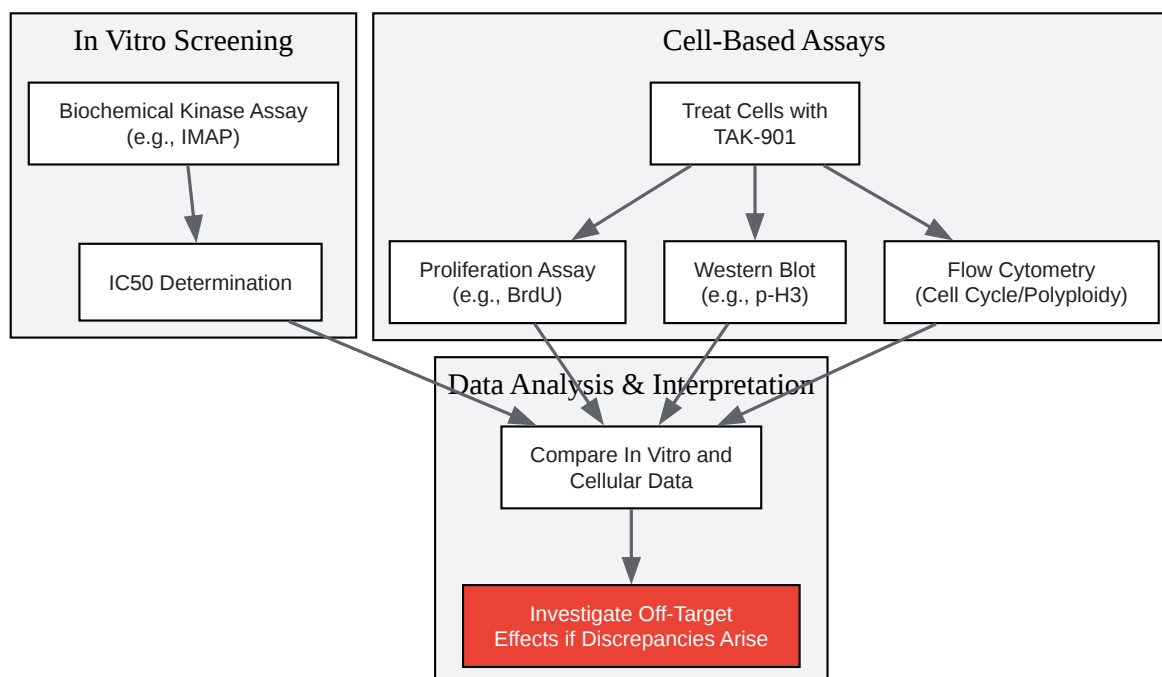 In Vitro Screening
Biochemical Kinase Assay
(e.g., IMAP)
IC50 Determination
Cell-Based Assays
Treat Cells with
TAK-901
Proliferation Assay
(e.g., BrdU)
Western Blot
(e.g., p-H3)
Flow Cytometry
(Cell Cycle/Polyploidy)
Data Analysis & Interpretation
Compare In Vitro and
Cellular Data
Investigate Off-Target
Effects if Discrepancies Arise